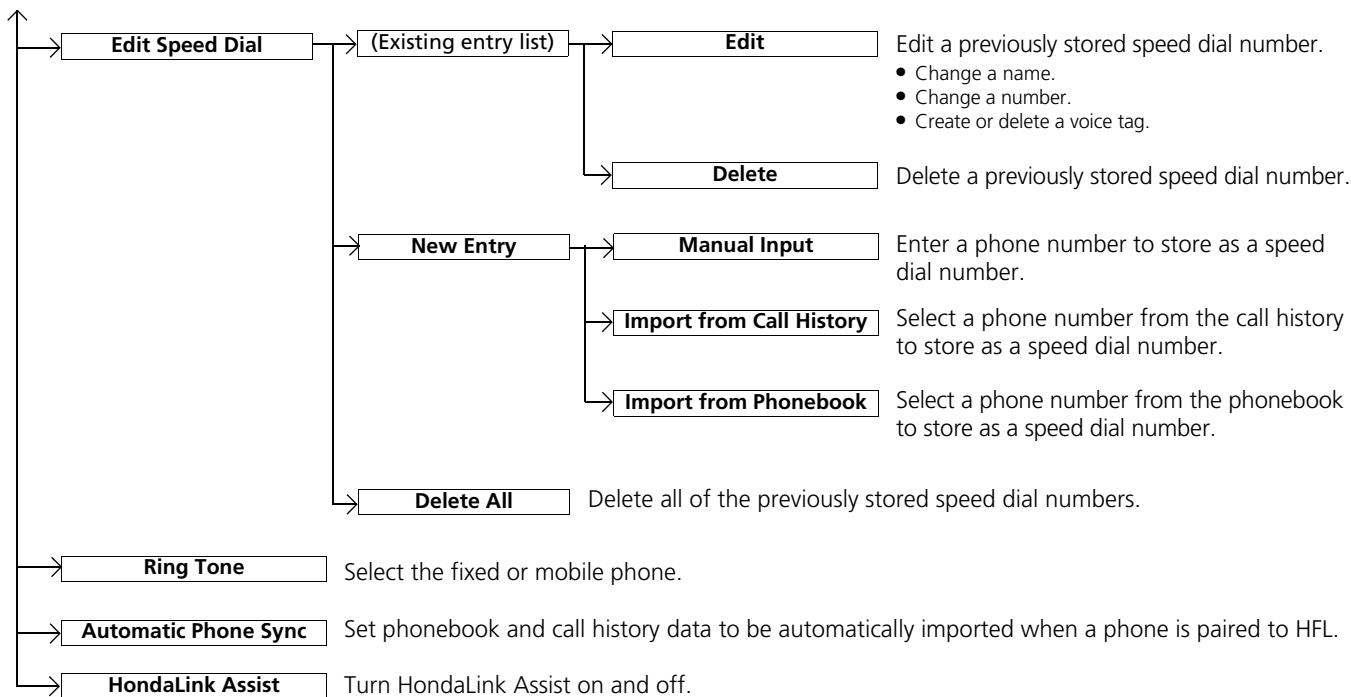 Edit Speed Dial
(Existing entry list)
Edit
Edit a previously stored speed dial number.
● Change a name.
● Change a number.
● Create or delete a voice tag.
Delete
Delete a previously stored speed dial number.
New Entry
Manual Input
Enter a phone number to store as a speed
dial number.
Import from Call History
Select a phone number from the call history
to store as a speed dial number.
Import from Phonebook
Select a phone number from the phonebook
to store as a speed dial number.
Delete All
Delete all of the previously stored speed dial numbers.
Ring Tone
Select the fixed or mobile phone.
Automatic Phone Sync
Set phonebook and call history data to be automatically imported when a phone is paired to HFL.
HondaLink Assist
Turn HondaLink Assist on and off.